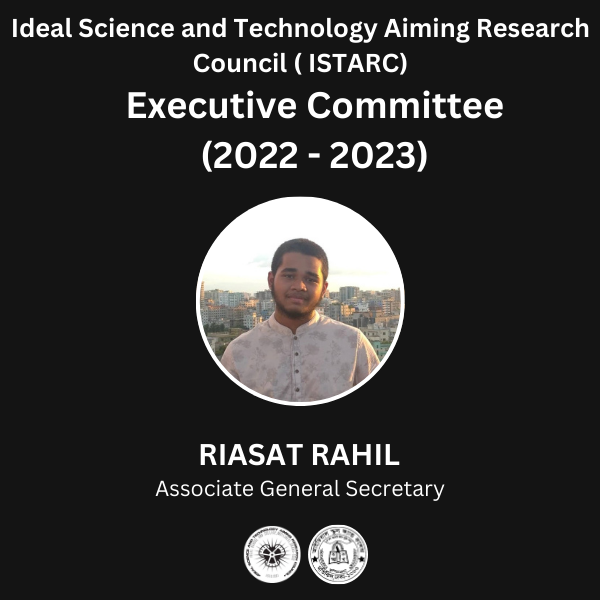 Ideal Science and Technology Aiming Research
Council ( ISTARC)
Executive Committee
(2022 - 2023)
RIASAT RAHIL
Associate General Secretary